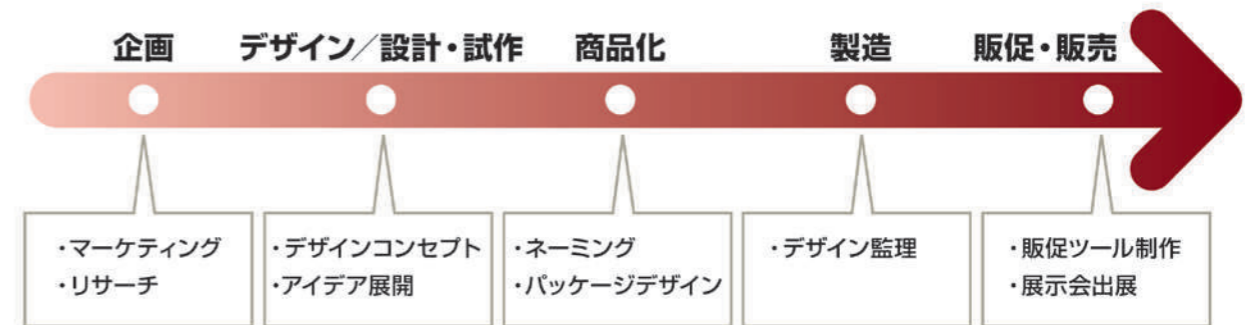 企画
デザイン／設計・試作
商品化
製造
販促・販売
・マーケティング
・リサーチ
・デザインコンセプト
・アイデア展開
・ネーミング
・パッケージデザイン
・デザイン監理
・販促ツール制作
・展示会出展